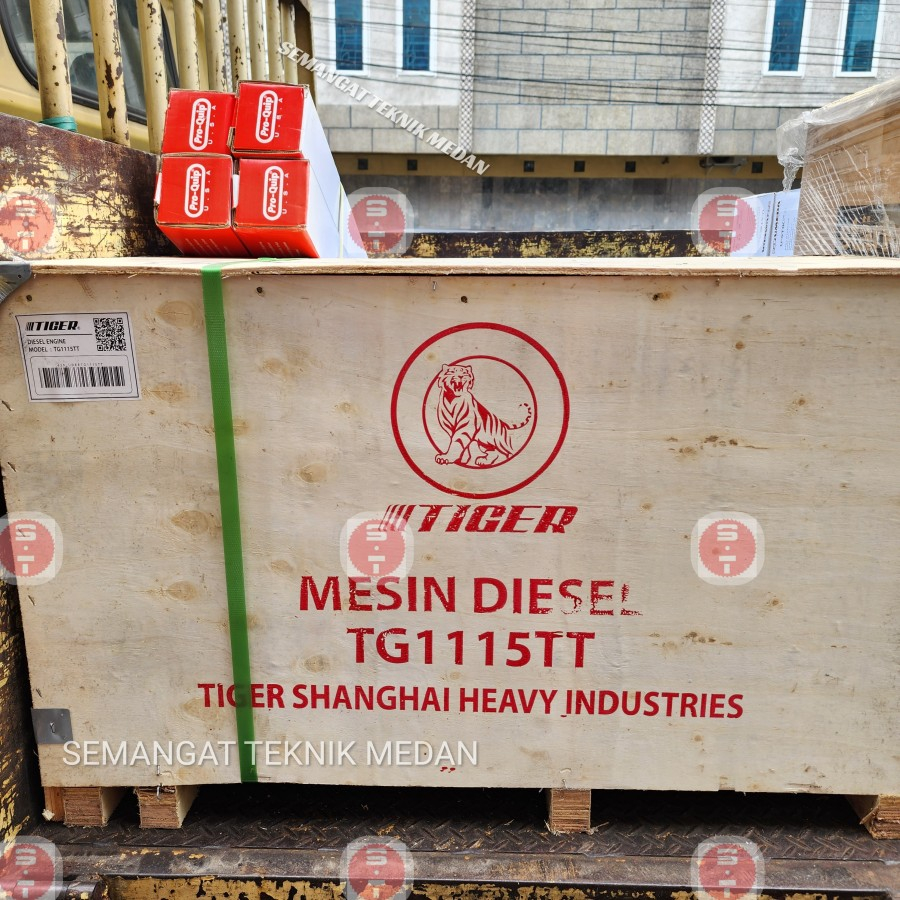 SEMANGAT TEKNIK MEDAN
Pro-Quip
U.S.A
Pro-Quip
U.S.A
Pro-Quip
U.S.A
Pro-Quip
U.S.A
TIGER
DIESEL ENGINE
MODEL : TG1115TT
TIGER
MESIN DIESEL
TG1115TT
TIGER SHANGHAI HEAVY INDUSTRIES
SEMANGAT TEKNIK MEDAN
S·T
S·T
S·T
S·T
S·T
S·T
S·T
S·T
S·T